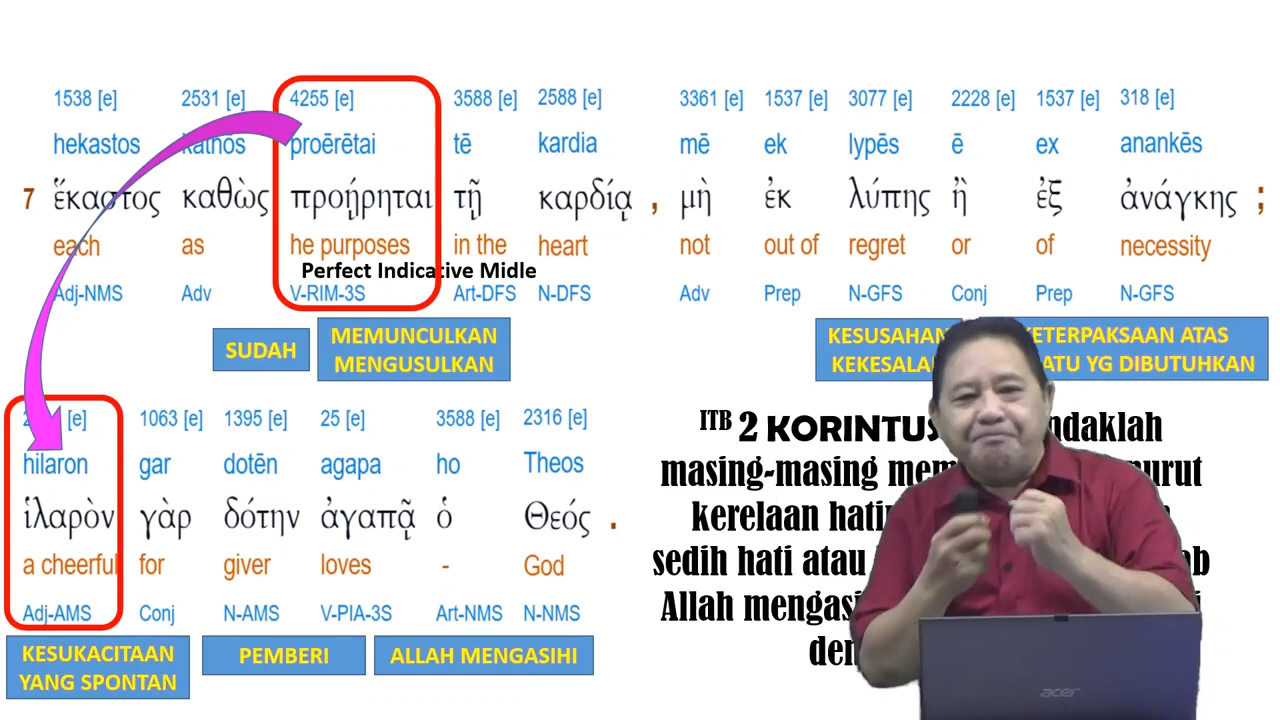 1538 [e] 2531 [e] 4255 [e] 3588 [e] 2588 [e] 3361 [e] 1537 [e] 3077 [e] 2228 [e] 1537 [e] 318 [e]
hekastos kathōs proērētai tē kardia mē ek lypēs ē ex anankēs
7 ἕκαστος καθὼς προῄρηται τῇ καρδίᾳ , μὴ ἐκ λύπης ἢ ἐξ ἀνάγκης ;
each as he purposes in the heart not out of regret or of necessity
Perfect Indicative Midle
Adj-NMS Adv V-RIM-3S Art-DFS N-DFS Adv Prep N-GFS Conj Prep N-GFS
SUDAH
MEMUNCULKAN
MENGUSULKAN
KESUSAHAN
KETERPAKSAAN ATAS
YG DIBUTUHKAN
[e] 1063 [e] 1395 [e] 25 [e] 3588 [e] 2316 [e]
hilaron gar dotēn agapa ho Theos
ἱλαρὸν γὰρ δότην ἀγαπᾷ ὁ Θεός .
a cheerful for giver loves - God
Adj-AMS Conj N-AMS V-PIA-3S Art-NMS N-NMS
KESUKACITAAN
YANG SPONTAN
PEMBERI
ALLAH MENGASIHI
ITB 2 KORINTUS
masing-masing
kerelaan
sedih hati atau
Allah
acer